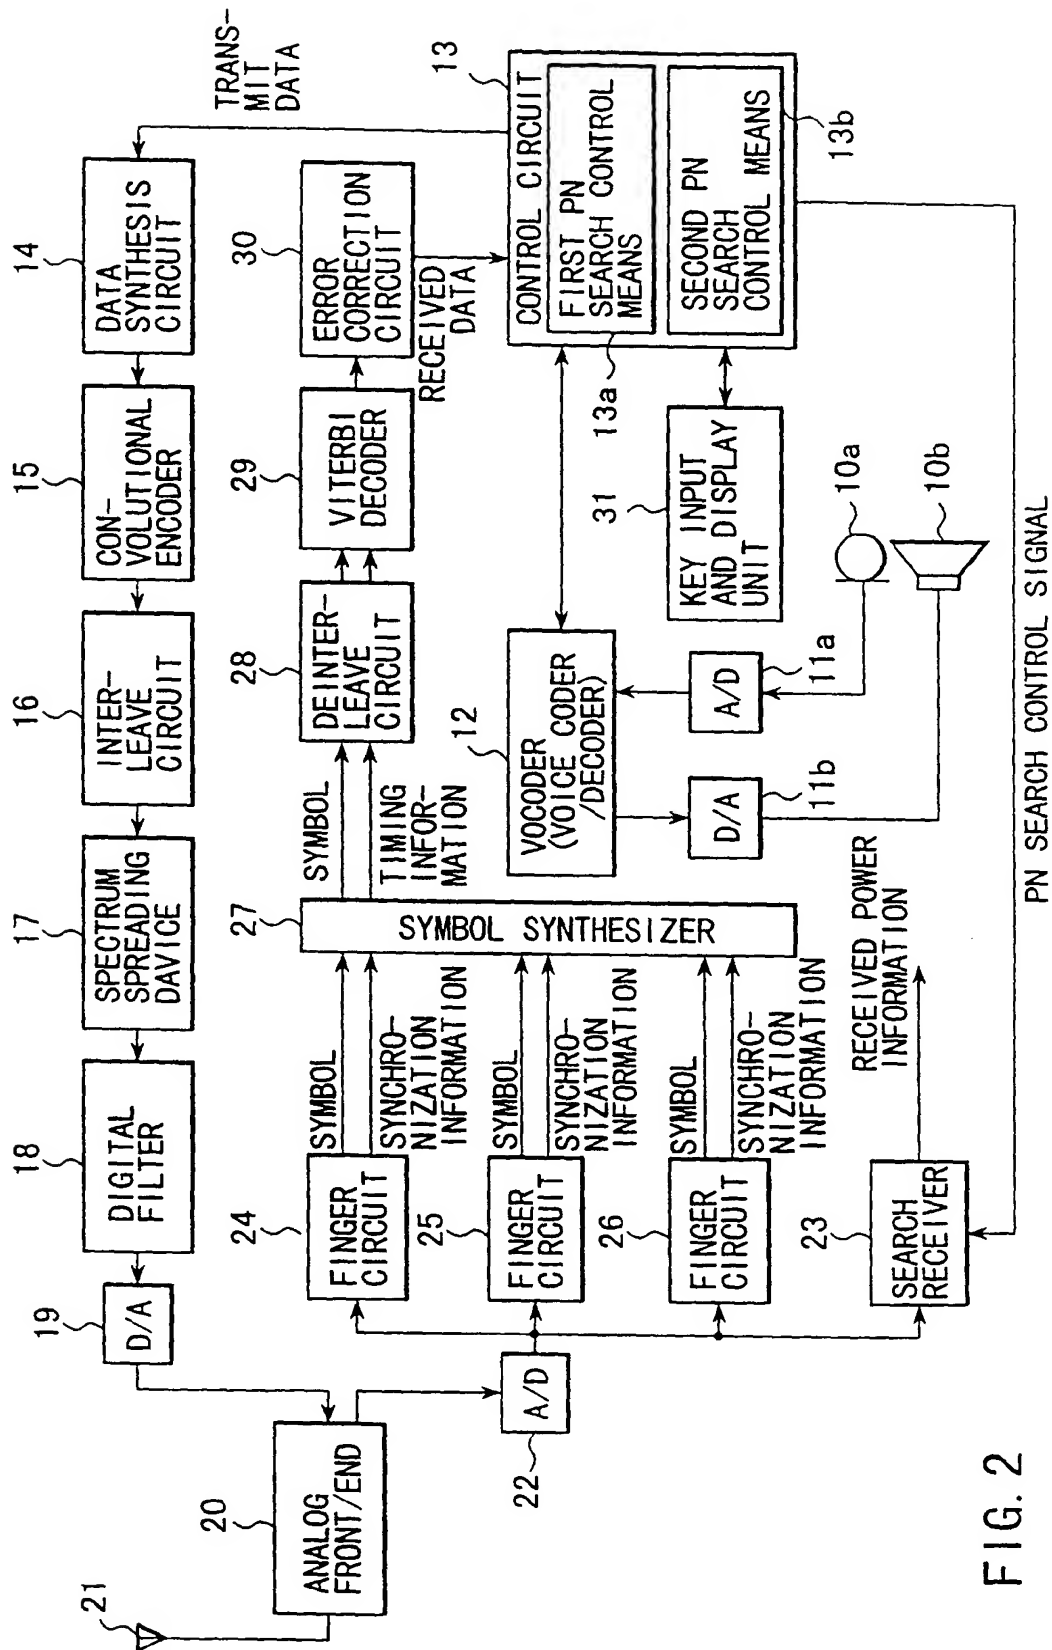 21
20
ANALOG
FRONT/END
19
D/A
18
DIGITAL
FILTER
17
SPECTRUM
SPREADING
DAVICE
16
INTER-
LEAVE
CIRCUIT
15
CON-
VOLUTIONAL
ENCODER
14
DATA
SYNTHESIS
CIRCUIT
TRANS-
MIT
DATA
22
A/D
24
FINGER
CIRCUIT
SYMBOL
SYNCHRO-
NIZATION
INFORMATION
25
FINGER
CIRCUIT
SYMBOL
SYNCHRO-
NIZATION
INFORMATION
26
FINGER
CIRCUIT
SYMBOL
SYNCHRO-
NIZATION
INFORMATION
23
SEARCH
RECEIVER
RECEIVED POWER
INFORMATION
27
SYMBOL SYNTHESIZER
SYMBOL
TIMING
INFOR-
MATION
28
DEINTER-
LEAVE
CIRCUIT
29
VITERBI
DECODER
30
ERROR
CORRECTION
CIRCUIT
RECEIVED
DATA
13
CONTROL CIRCUIT
FIRST PN
SEARCH CONTROL
MEANS
13a
SECOND PN
SEARCH
CONTROL MEANS
13b
12
VOCODER
(VOICE CODER
/DECODER)
A/D
11a
D/A
11b
31
KEY INPUT
AND DISPLAY
UNIT
10a
10b
PN SEARCH CONTROL SIGNAL
FIG. 2